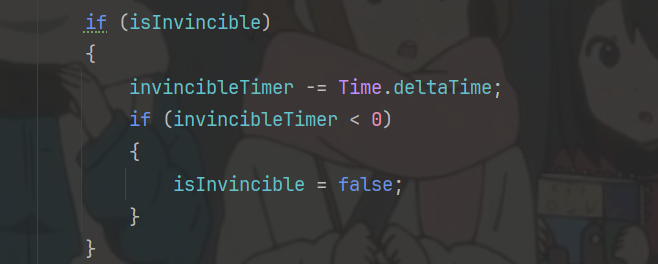 if (isInvincible)
{
invincibleTimer -= Time.deltaTime;
if (invincibleTimer < 0)
{
isInvincible = false;
}
}